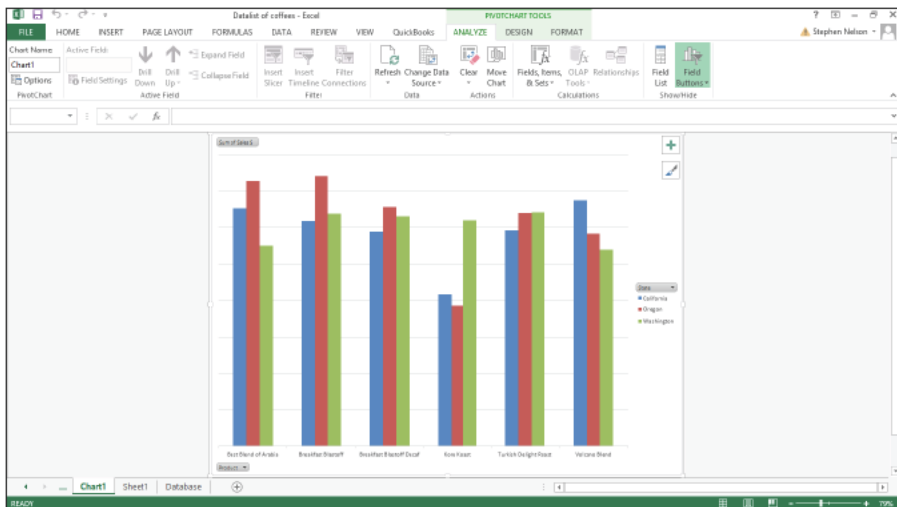 Datalist of coffees - Excel
PIVOTCHART TOOLS
FILE HOME INSERT PAGE LAYOUT FORMULAS DATA REVIEW VIEW QuickBooks ANALYZE DESIGN FORMAT Stephen Nelson
Chart Name:
Chart1
Options
PivotChart
Active Field:
Field Settings
Drill Down
Drill Up
Expand Field
Collapse Field
Active Field
Insert Slicer
Insert Timeline
Filter Connections
Filter
Refresh
Change Data Source
Data
Clear
Move Chart
Actions
Fields, Items, & Sets
OLAP Tools
Relationships
Calculations
Field List
Field Buttons
Show/Hide
fx
Sum of Sales $
State
California
Oregon
Washington
Best Blend of Arabia Breakfast Blastoff Breakfast Blastoff Decaf Kona Koast Turkish Delight Roast Volcano Blend
Product
... Chart1 Sheet1 Database
READY 79%